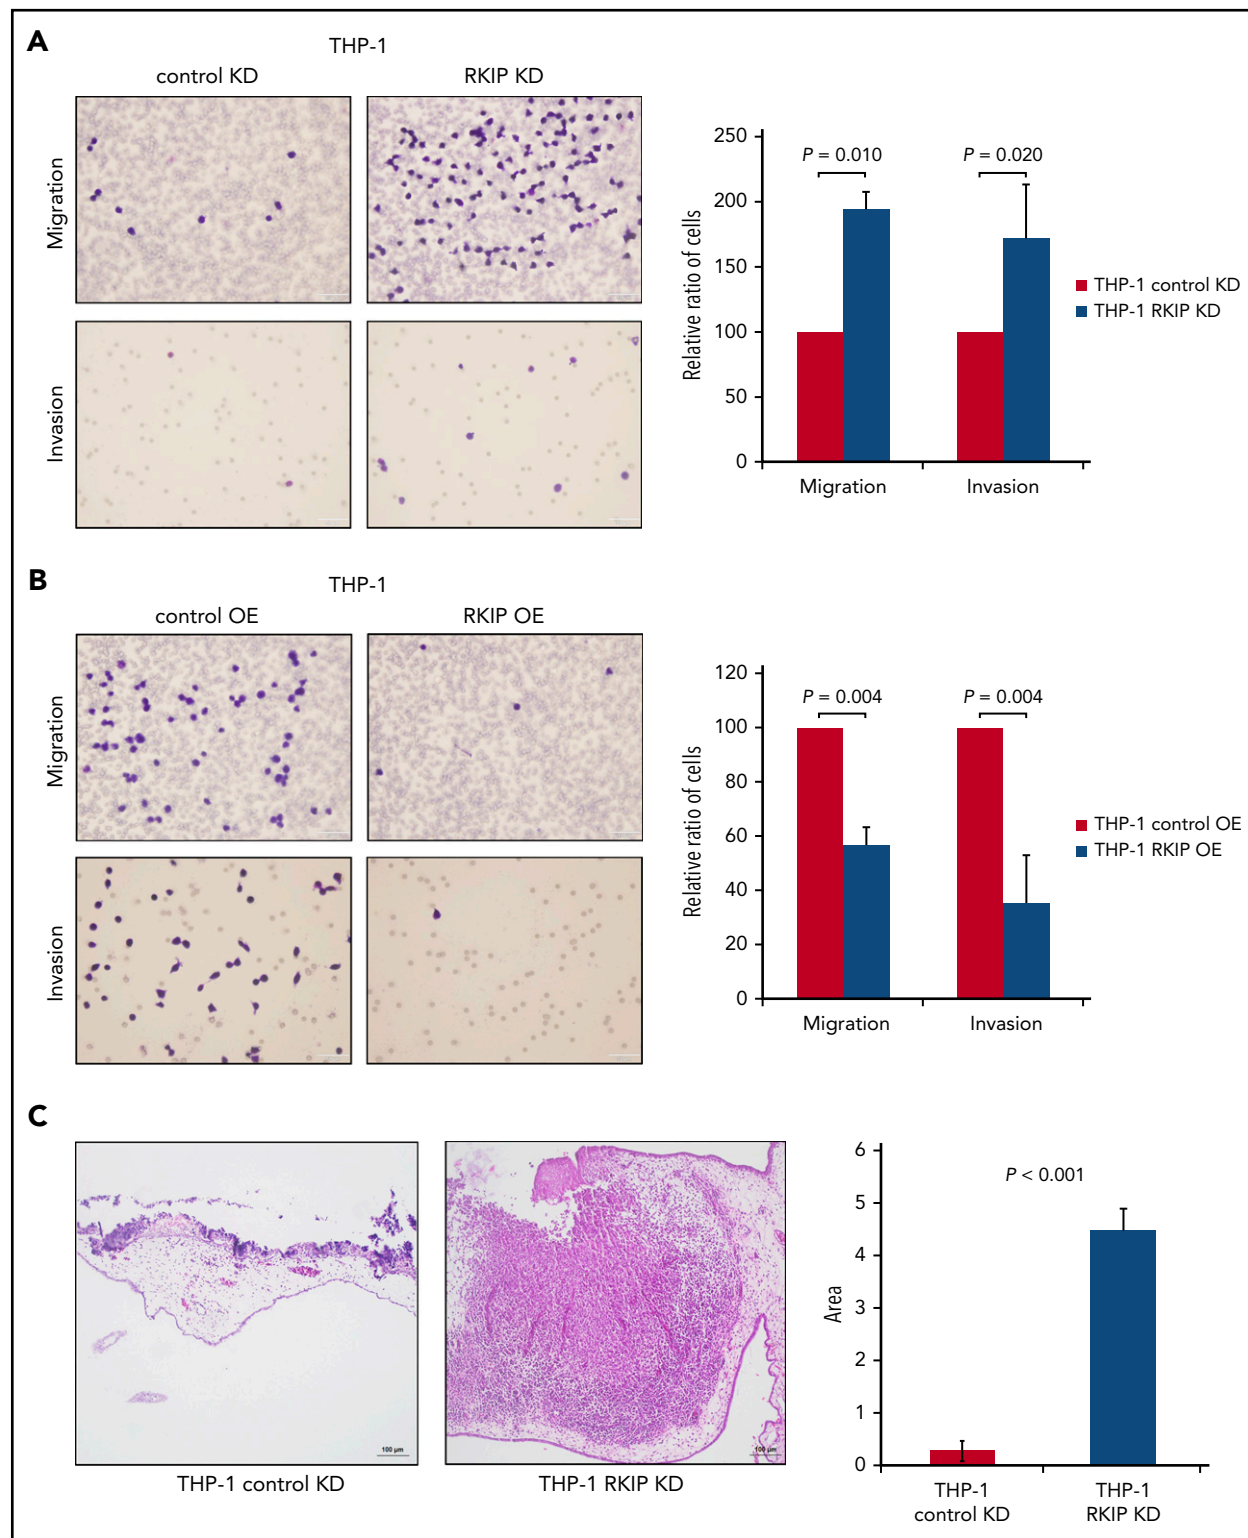 A
THP-1
control KD
RKIP KD
Migration
Invasion
250
200
150
100
50
0
Relative ratio of cells
P = 0.010
P = 0.020
Migration
Invasion
THP-1 control KD
THP-1 RKIP KD
B
THP-1
control OE
RKIP OE
Migration
Invasion
120
100
80
60
40
20
0
Relative ratio of cells
P = 0.004
P = 0.004
Migration
Invasion
THP-1 control OE
THP-1 RKIP OE
C
100 μm
THP-1 control KD
100 μm
THP-1 RKIP KD
6
5
4
3
2
1
0
Area
P < 0.001
THP-1
control KD
THP-1
RKIP KD